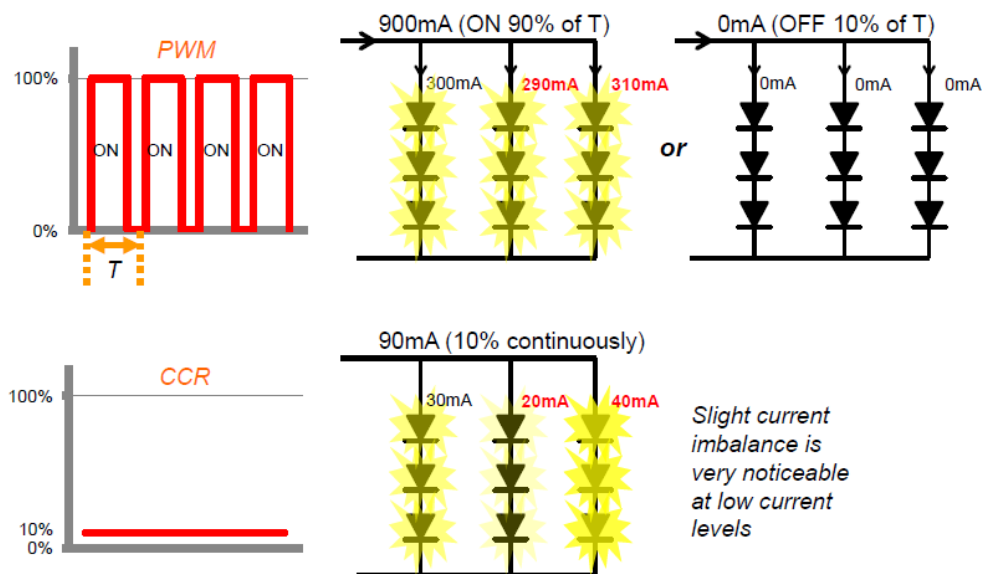 PWM
100%
ON ON ON ON
0%
T
900mA (ON 90% of T)
300mA 290mA 310mA
or
0mA (OFF 10% of T)
0mA 0mA 0mA
CCR
100%
10%
0%
90mA (10% continuously)
30mA 20mA 40mA
Slight current
imbalance is
very noticeable
at low current
levels